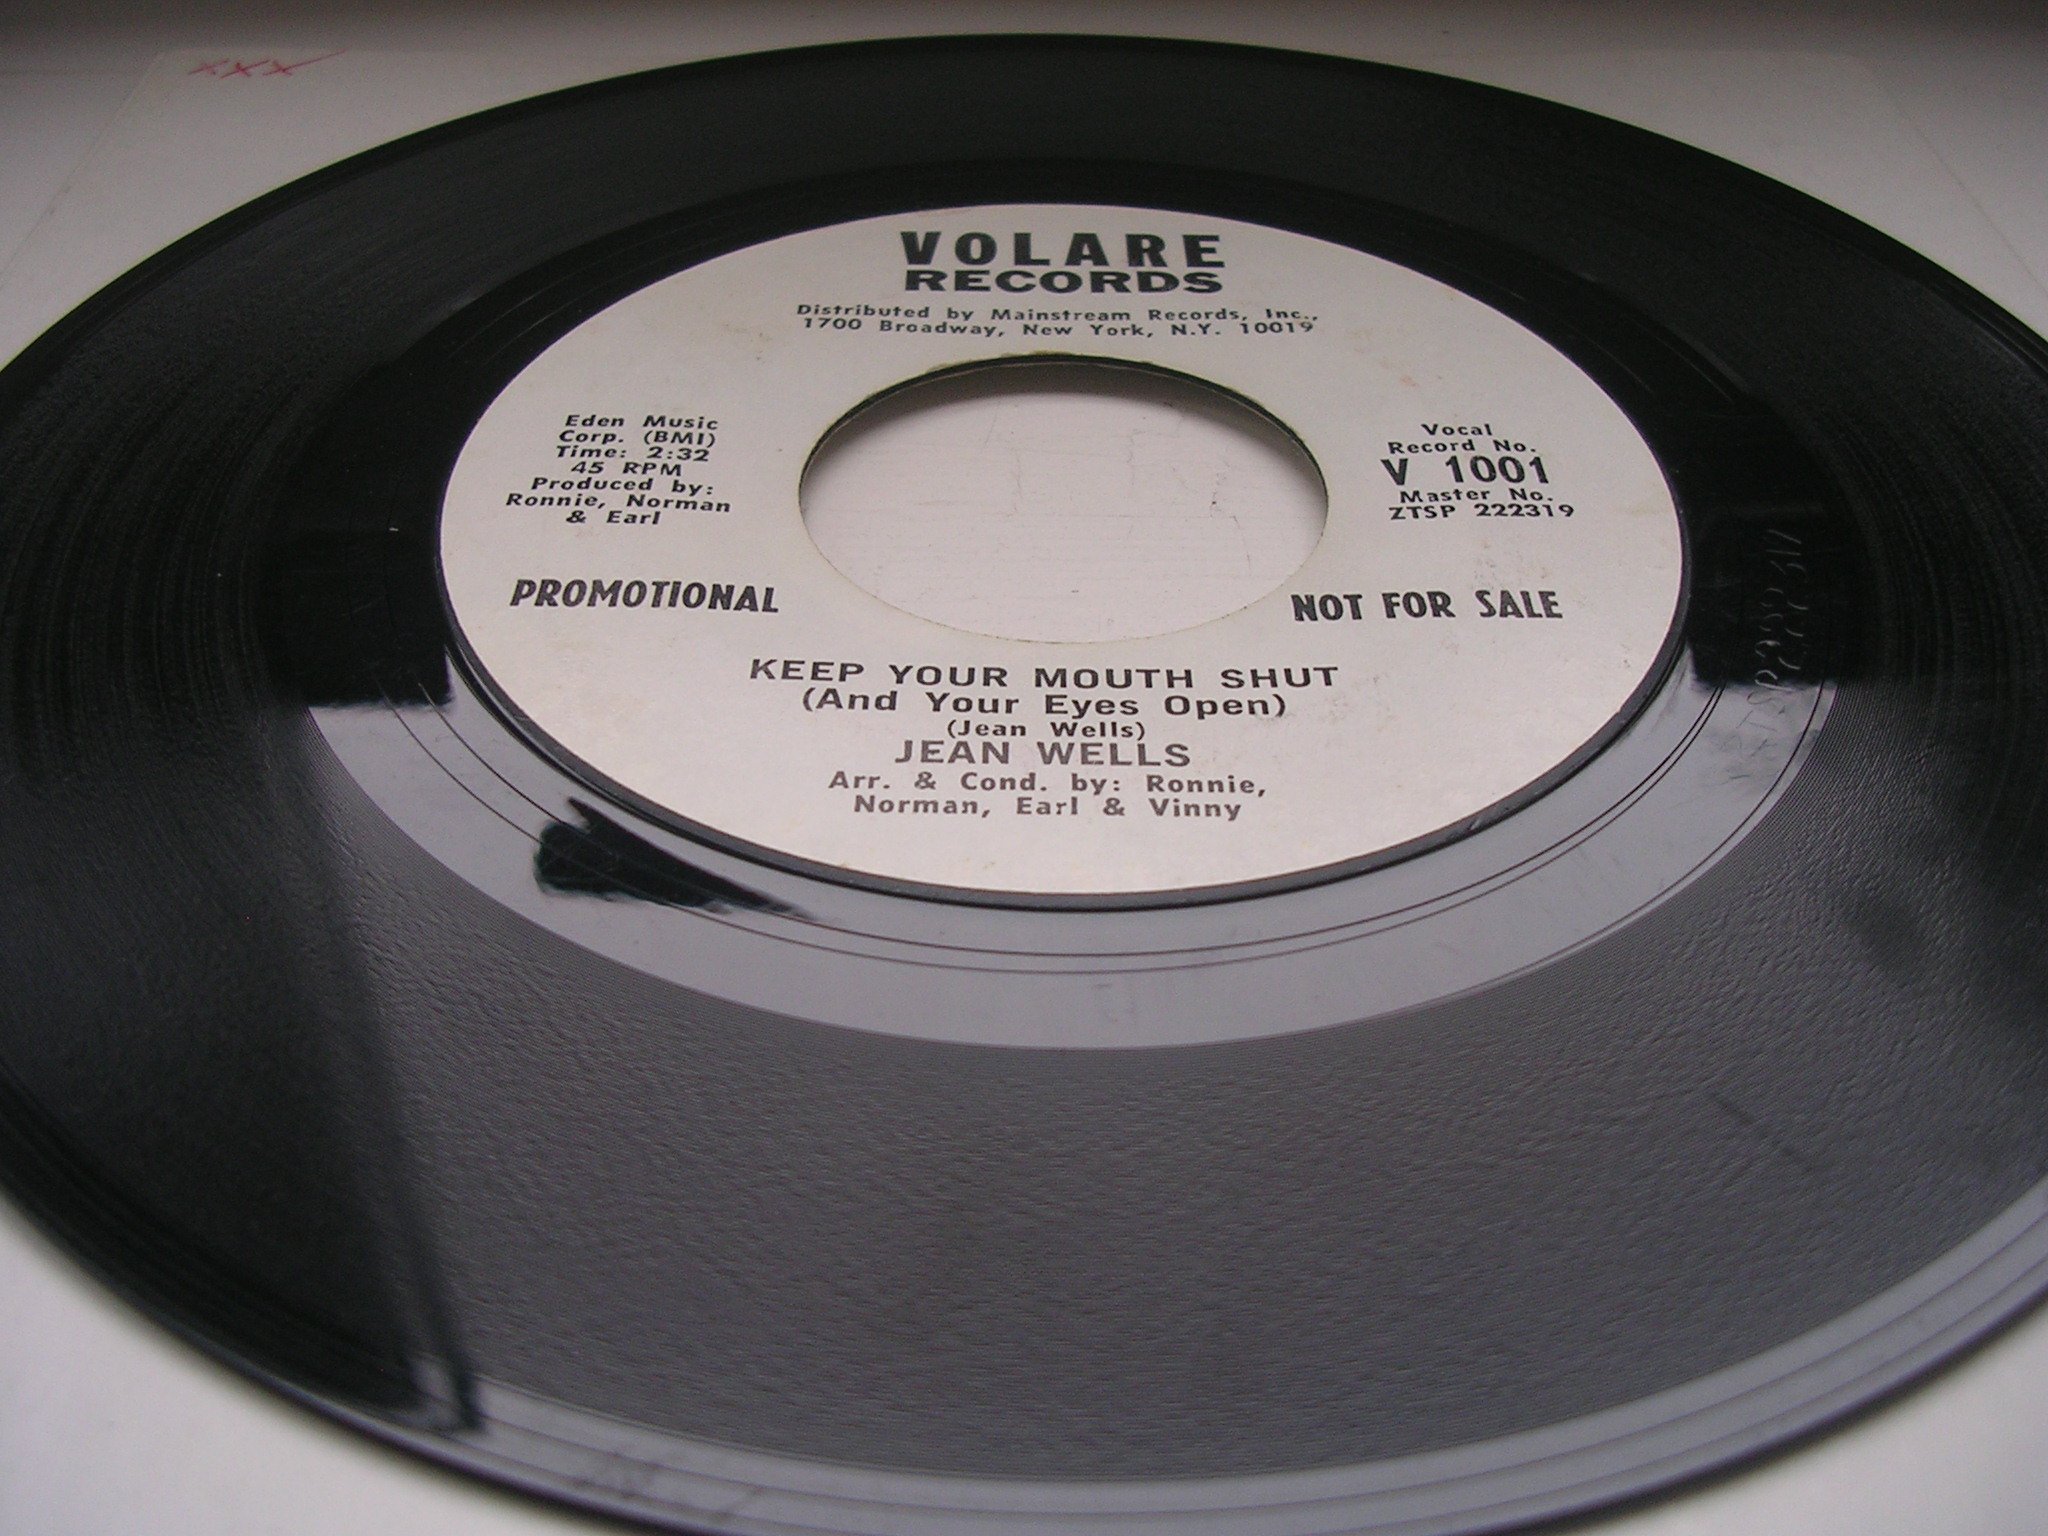 xxx
VOLARE
RECORDS
Distributed by Mainstream Records, Inc.,
1700 Broadway, New York, N.Y. 10019
Eden Music
Corp. (BMI)
Time: 2:32
45 RPM
Produced by:
Ronnie, Norman
& Earl
Vocal
Record No.
V 1001
Master No.
ZTSP 222319
PROMOTIONAL
NOT FOR SALE
KEEP YOUR MOUTH SHUT
(And Your Eyes Open)
(Jean Wells)
JEAN WELLS
Arr. & Cond. by: Ronnie,
Norman, Earl & Vinny